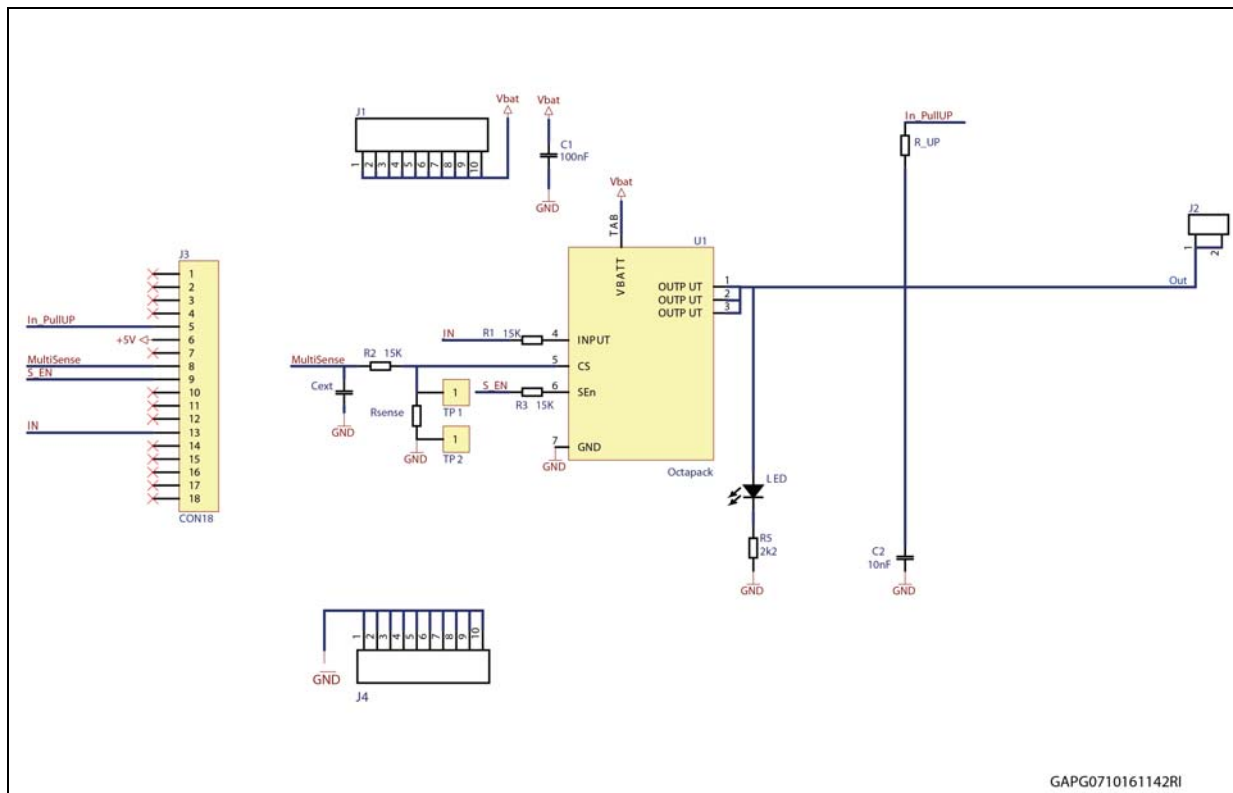 Vbat
Vbat
J1
1 2 3 4 5 6 7 8 9 10
C1
100nF
GND
In_PullUP
R_UP
Vbat
TAB
U1
VBATT
J2
1
2
Out
OUTP UT 1
OUTP UT 2
OUTP UT 3
J3
1
2
3
4
In_PullUP 5
+5V 6
7
MultiSense 8
S_EN 9
10
11
12
IN 13
14
15
16
17
18
CON18
IN R1 15K 4 INPUT
MultiSense R2 15K 5 CS
S_EN R3 15K 6 SEn
Cext
GND
Rsense
GND
1
TP1
1
TP2
7 GND
GND
Octapack
LED
R5
2k2
GND
C2
10nF
GND
1 2 3 4 5 6 7 8 9 10
GND
J4
GAPG0710161142RI